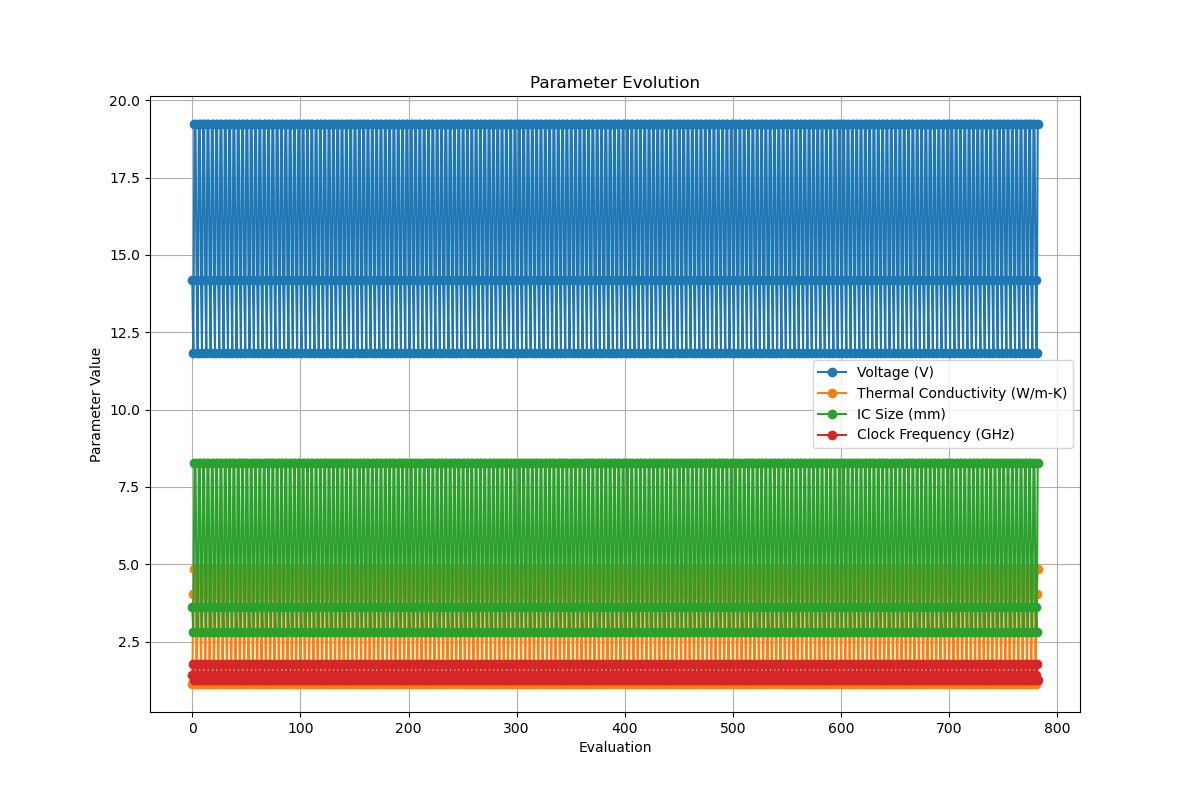 Parameter Evolution
20.0
17.5
15.0
12.5
10.0
7.5
5.0
2.5
Parameter Value
Voltage (V)
Thermal Conductivity (W/m-K)
IC Size (mm)
Clock Frequency (GHz)
0 100 200 300 400 500 600 700 800
Evaluation